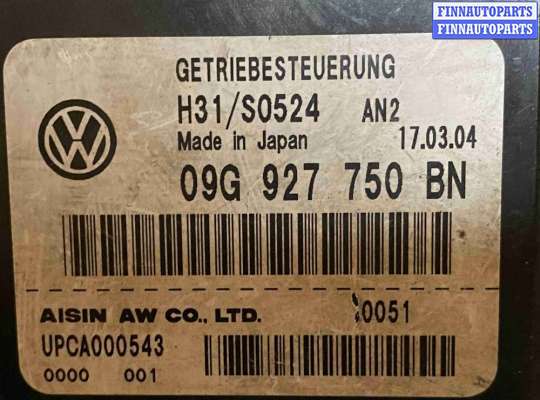 FINNAUTOPARTS
FINNAUTOPARTS
GETRIEBESTEUERUNG
H31/S0524 AN2
Made in Japan 17.03.04
09G 927 750 BN
AISIN AW CO., LTD. 0051
UPCA000543
0000 001